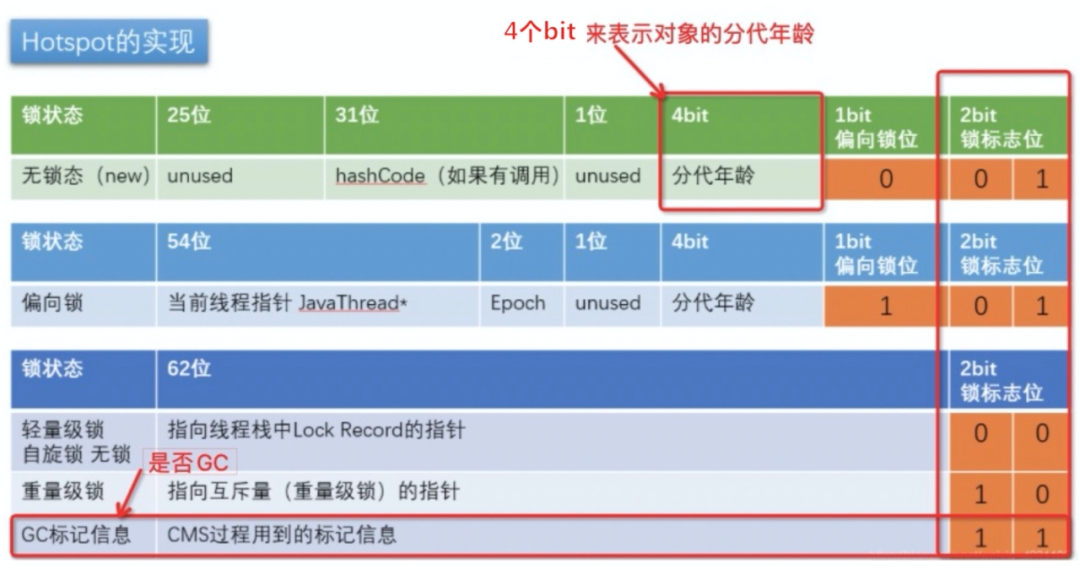 Hotspot的实现
4个bit 来表示对象的分代年龄
锁状态 25位 31位 1位 4bit 1bit 偏向锁位 2bit 锁标志位
无锁态（new） unused hashCode（如果有调用） unused 分代年龄 0 0 1
锁状态 54位 2位 1位 4bit 1bit 偏向锁位 2bit 锁标志位
偏向锁 当前线程指针 JavaThread* Epoch unused 分代年龄 1 0 1
锁状态 62位 2bit 锁标志位
轻量级锁 自旋锁 无锁 指向线程栈中Lock Record的指针 0 0
是否GC
重量级锁 指向互斥量（重量级锁）的指针 1 0
GC标记信息 CMS过程用到的标记信息 1 1